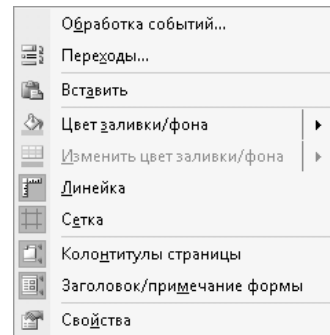 Обработка событий...
Переходы...
Вставить
Цвет заливки/фона
Изменить цвет заливки/фона
Линейка
Сетка
Колонтитулы страницы
Заголовок/примечание формы
Свойства